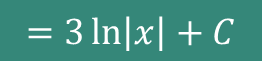 = 3 ln|x| + C